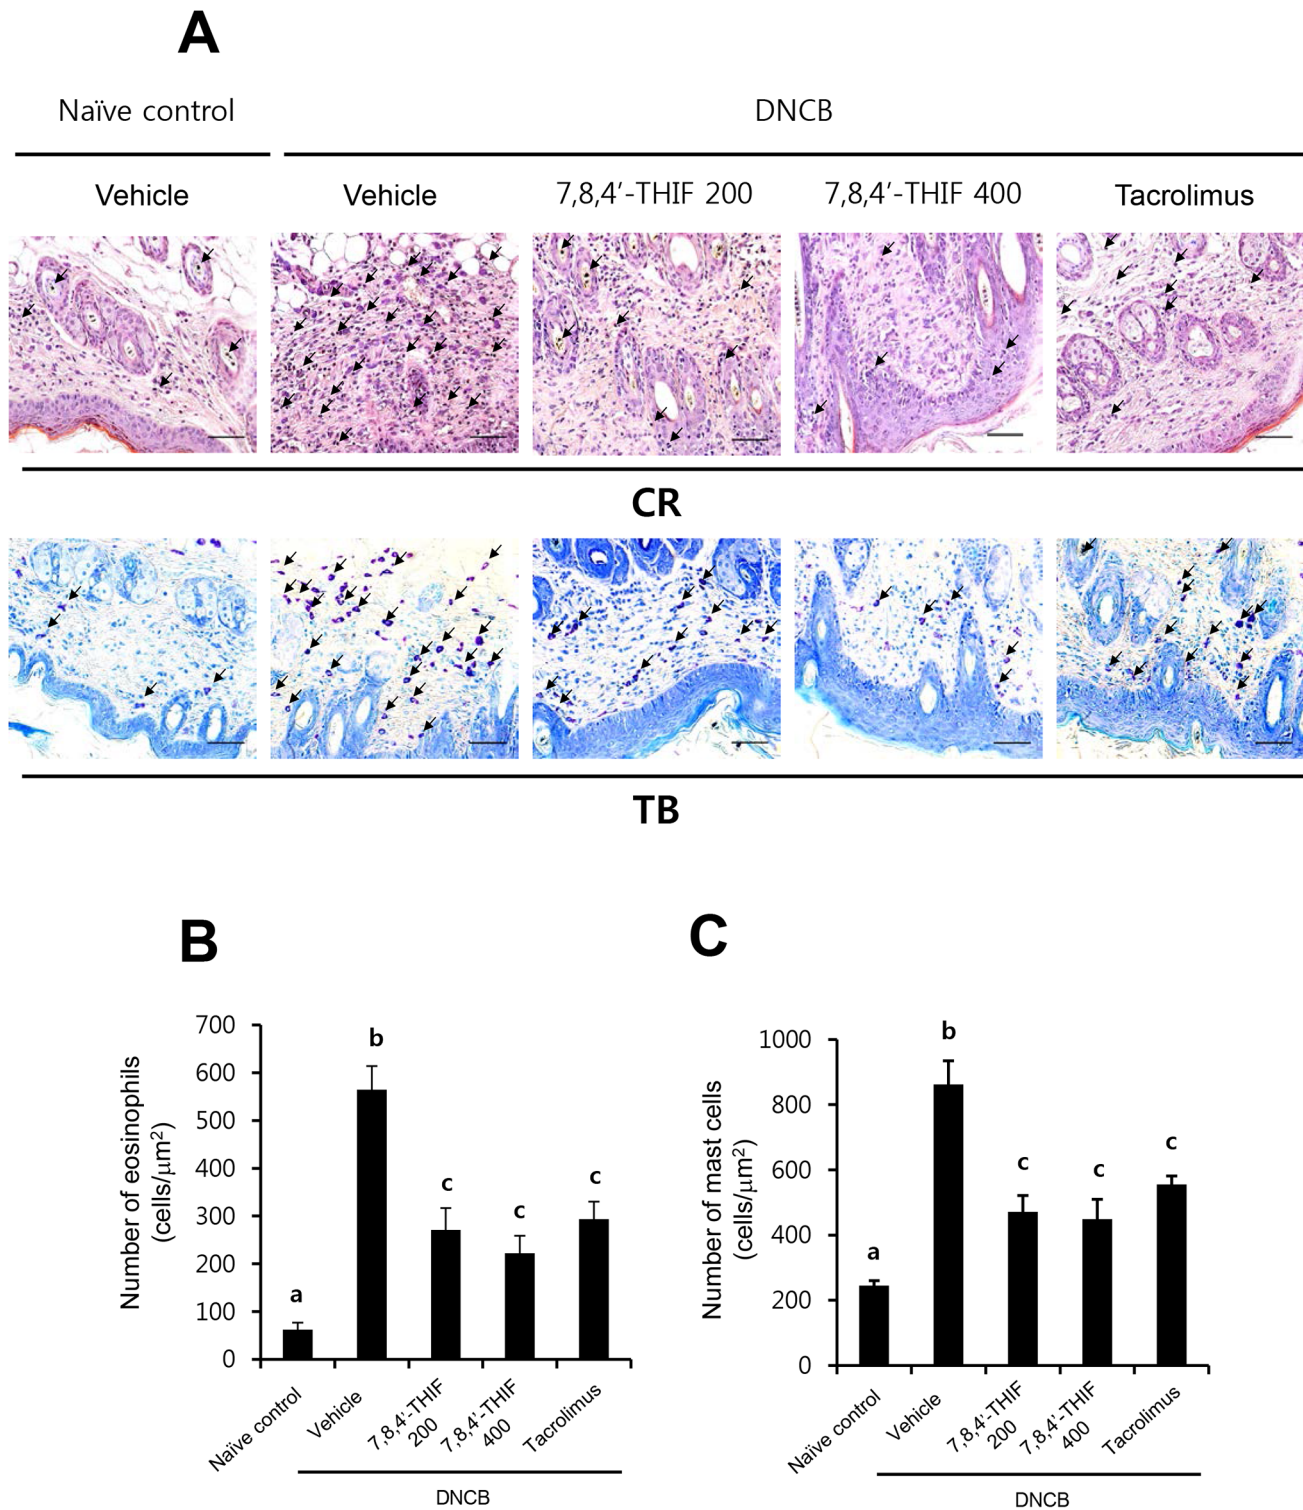 A
Naïve control
DNCB
Vehicle
Vehicle
7,8,4′-THIF 200
7,8,4′-THIF 400
Tacrolimus
CR
TB
B
Number of eosinophils
(cells/μm²)
700
600
500
400
300
200
100
0
a
b
c
c
c
Naïve control
Vehicle
7,8,4′-THIF
200
7,8,4′-THIF
400
Tacrolimus
DNCB
C
Number of mast cells
(cells/μm²)
1000
800
600
400
200
0
a
b
c
c
c
Naïve control
Vehicle
7,8,4′-THIF
200
7,8,4′-THIF
400
Tacrolimus
DNCB